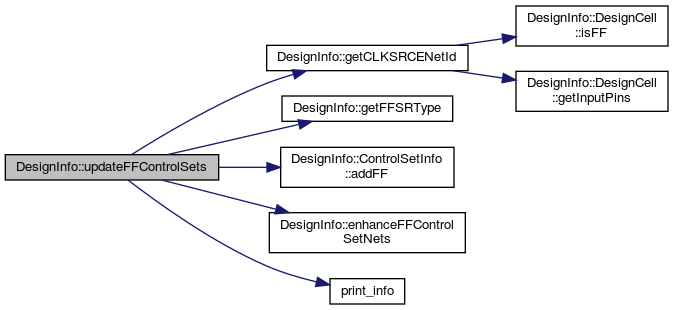 DesignInfo::updateFFControlSets
DesignInfo::getCLKSRCENetId
DesignInfo::DesignCell
::isFF
DesignInfo::DesignCell
::getInputPins
DesignInfo::getFFSRType
DesignInfo::ControlSetInfo
::addFF
DesignInfo::enhanceFFControl
SetNets
print_info